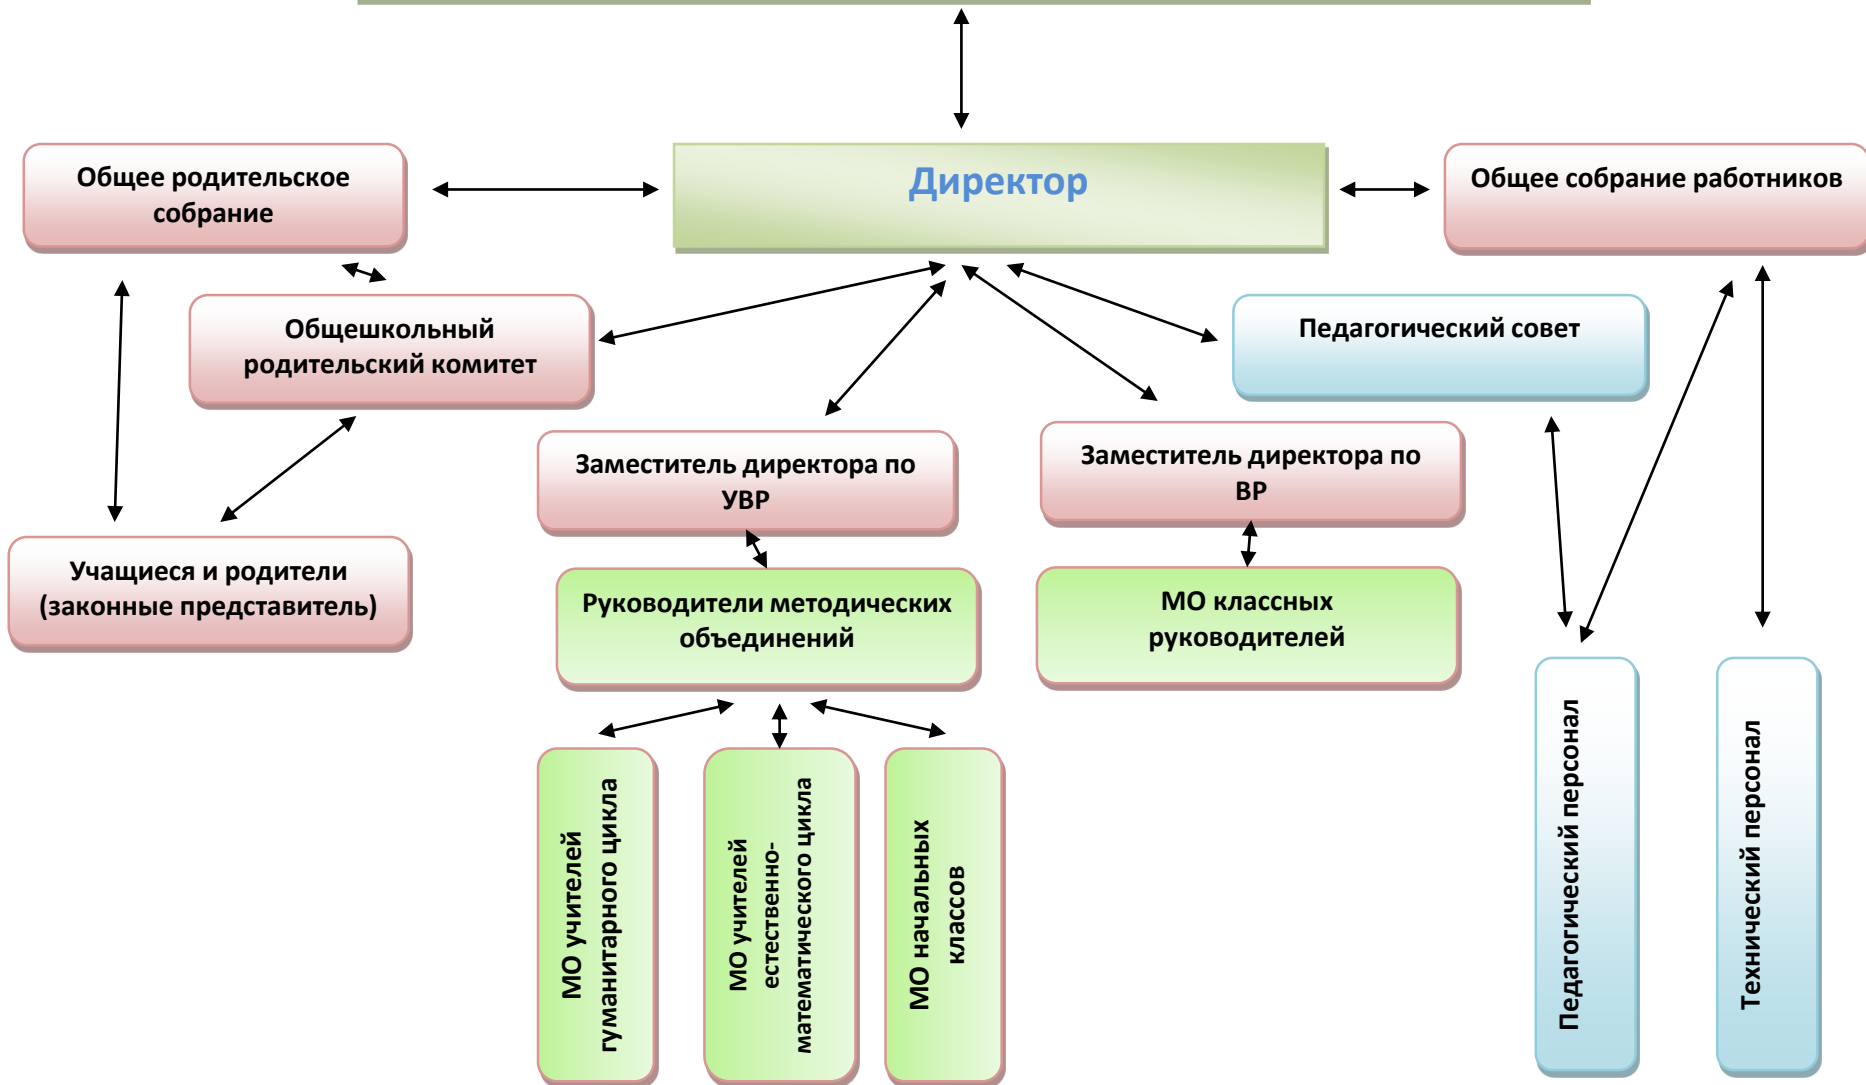 Директор
Общее родительское
собрание
Общее собрание работников
Общешкольный
родительский комитет
Педагогический совет
Заместитель директора по
УВР
Заместитель директора по
ВР
Учащиеся и родители
(законные представитель)
Руководители методических
объединений
МО классных
руководителей
МО учителей
гуманитарного цикла
МО учителей
естественно-
математического цикла
МО начальных
классов
Педагогический персонал
Технический персонал